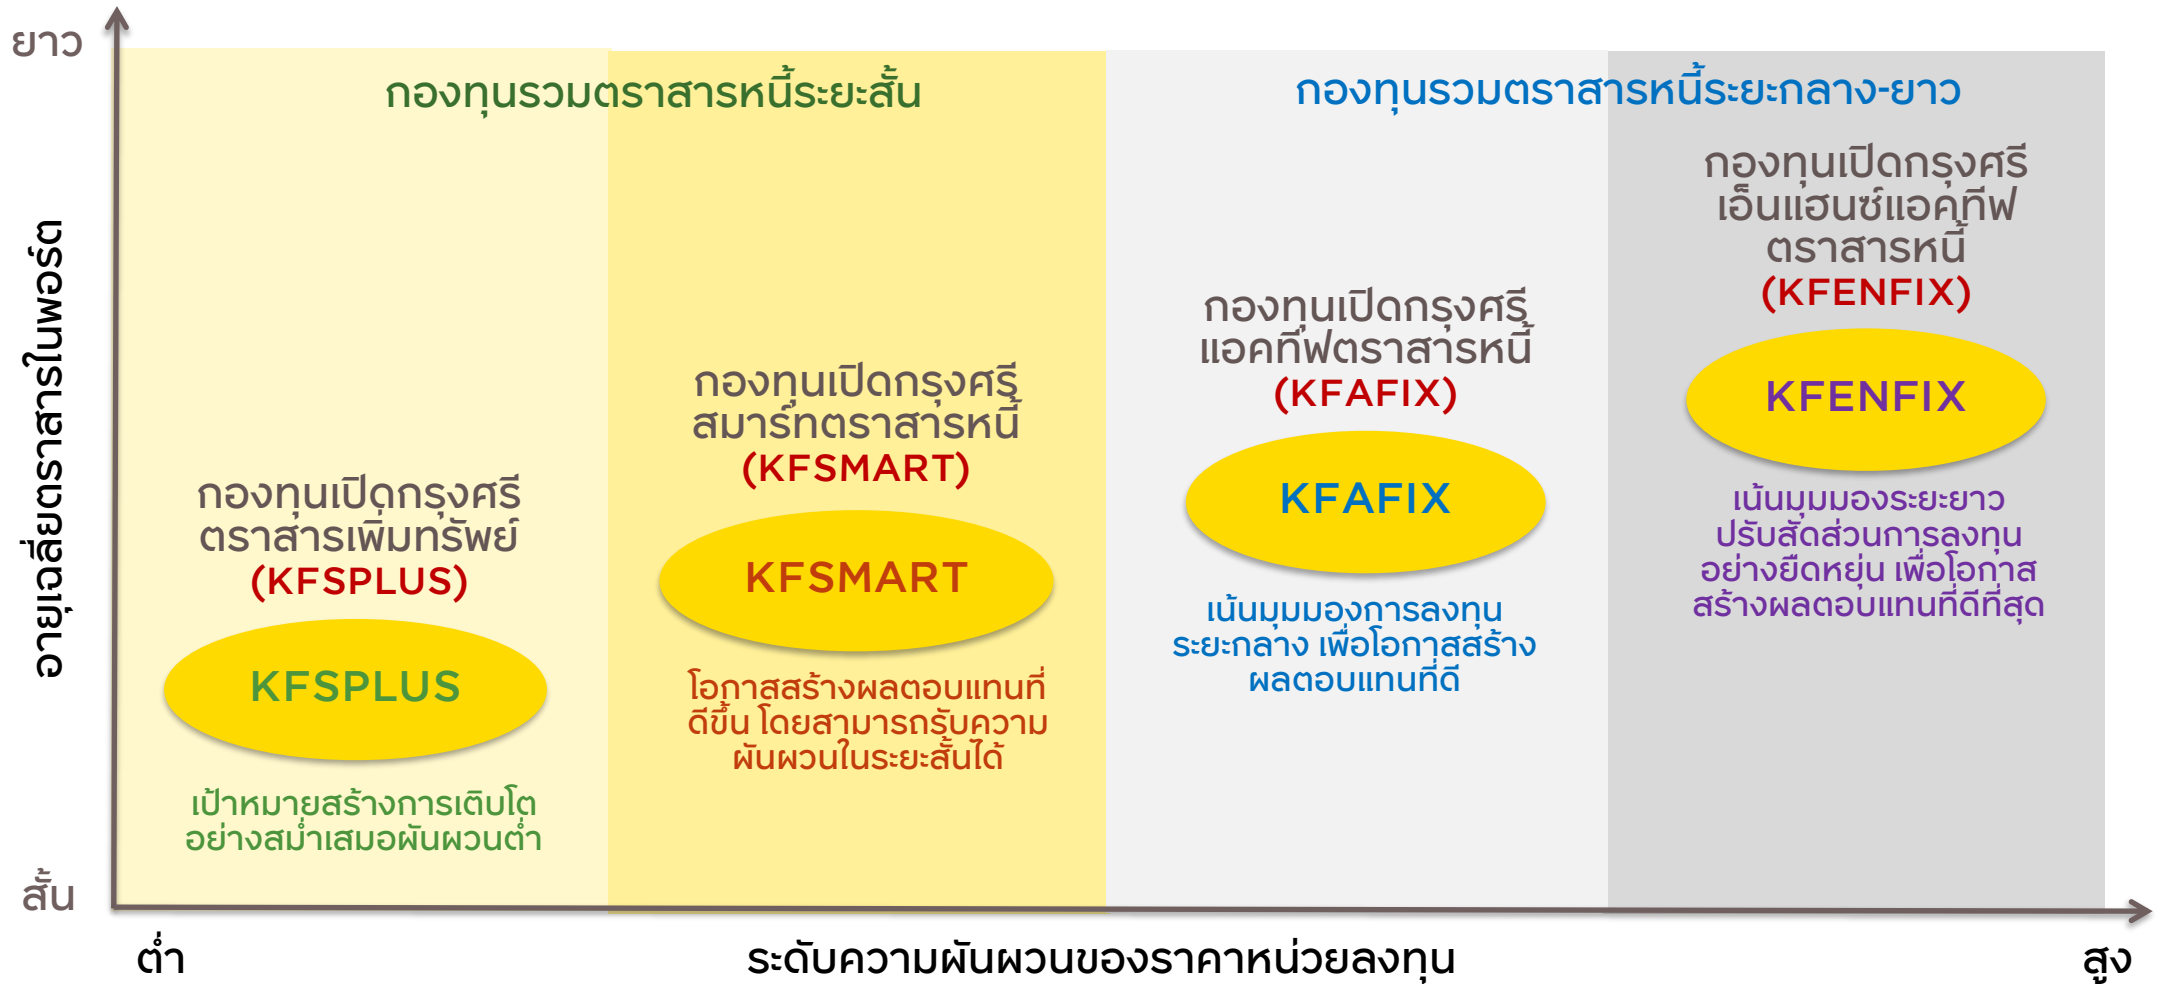 ยาว
กองทุนรวมตราสารหนี้ระยะสั้น
กองทุนรวมตราสารหนี้ระยะกลาง-ยาว
อายุเฉลี่ยตราสารในพอร์ต
กองทุนเปิดกรุงศรี
ตราสารเพิ่มทรัพย์
(KFSPLUS)
KFSPLUS
เป้าหมายสร้างการเติบโต
อย่างสม่ำเสมอผันผวนต่ำ
กองทุนเปิดกรุงศรี
สมาร์ทตราสารหนี้
(KFSMART)
KFSMART
โอกาสสร้างผลตอบแทนที่
ดีขึ้น โดยสามารถรับความ
ผันผวนในระยะสั้นได้
กองทุนเปิดกรุงศรี
แอคทีฟตราสารหนี้
(KFAFIX)
KFAFIX
เน้นมุมมองการลงทุน
ระยะกลาง เพื่อโอกาสสร้าง
ผลตอบแทนที่ดี
กองทุนเปิดกรุงศรี
เอ็นแฮนซ์แอคทีฟ
ตราสารหนี้
(KFENFIX)
KFENFIX
เน้นมุมมองระยะยาว
ปรับสัดส่วนการลงทุน
อย่างยืดหยุ่น เพื่อโอกาส
สร้างผลตอบแทนที่ดีที่สุด
สั้น
ต่ำ
ระดับความผันผวนของราคาหน่วยลงทุน
สูง